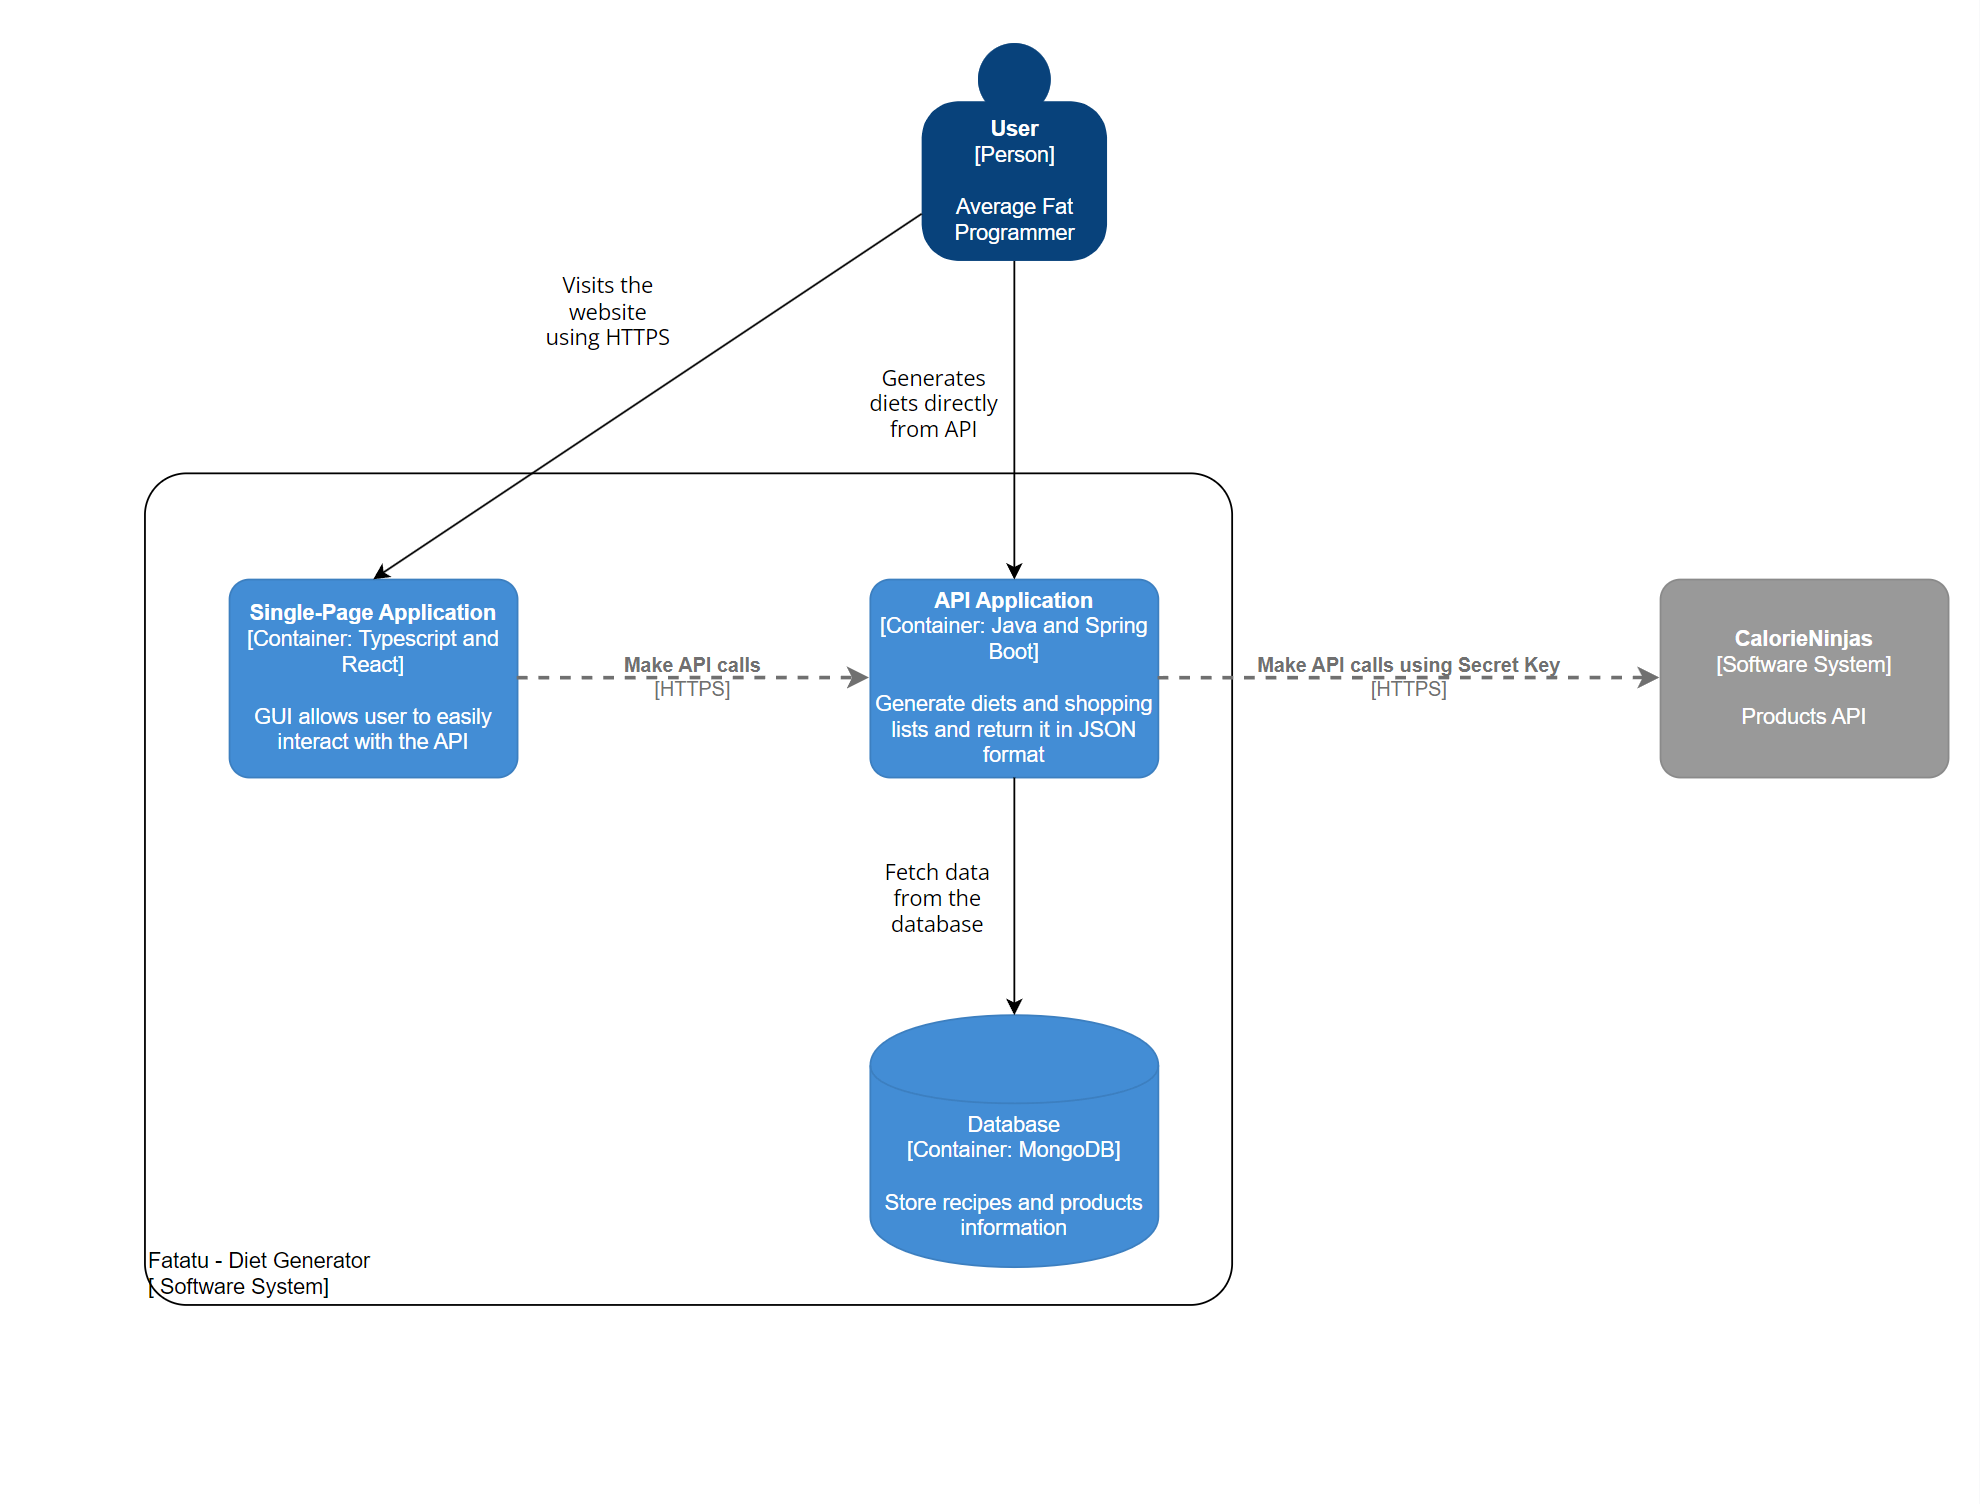 User
[Person]
Average Fat
Programmer
Visits the
website
using HTTPS
Generates
diets directly
from API
Single-Page Application
[Container: Typescript and
React]
GUI allows user to easily
interact with the API
Make API calls
[HTTPS]
API Application
[Container: Java and Spring
Boot]
Generate diets and shopping
lists and return it in JSON
format
Make API calls using Secret Key
[HTTPS]
CalorieNinjas
[Software System]
Products API
Fetch data
from the
database
Database
[Container: MongoDB]
Store recipes and products
information
Fatatu - Diet Generator
[ Software System]